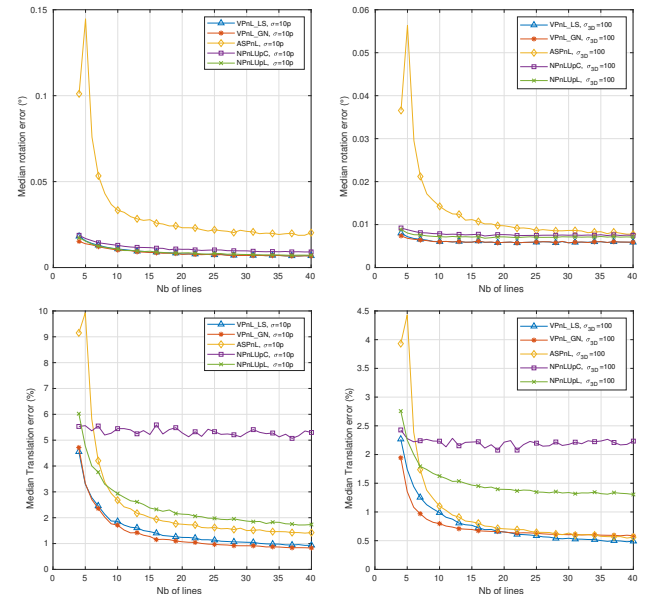 0.15
0.1
0.05
0
0 5 10 15 20 25 30 35 40
Nb of lines
Median rotation error (°)
VPnL_LS, σ=10p
VPnL_GN, σ=10p
ASPnL, σ=10p
NPnLUpC, σ=10p
NPnLUpL, σ=10p
0.06
0.05
0.04
0.03
0.02
0.01
0
0 5 10 15 20 25 30 35 40
Nb of lines
Median rotation error (°)
VPnL_LS, σ3D=100
VPnL_GN, σ3D=100
ASPnL, σ3D=100
NPnLUpC, σ3D=100
NPnLUpL, σ3D=100
10
9
8
7
6
5
4
3
2
1
0
0 5 10 15 20 25 30 35 40
Nb of lines
Median Translation error (%)
VPnL_LS, σ=10p
VPnL_GN, σ=10p
ASPnL, σ=10p
NPnLUpC, σ=10p
NPnLUpL, σ=10p
4.5
4
3.5
3
2.5
2
1.5
1
0.5
0
0 5 10 15 20 25 30 35 40
Nb of lines
Median Translation error (%)
VPnL_LS, σ3D=100
VPnL_GN, σ3D=100
ASPnL, σ3D=100
NPnLUpC, σ3D=100
NPnLUpL, σ3D=100